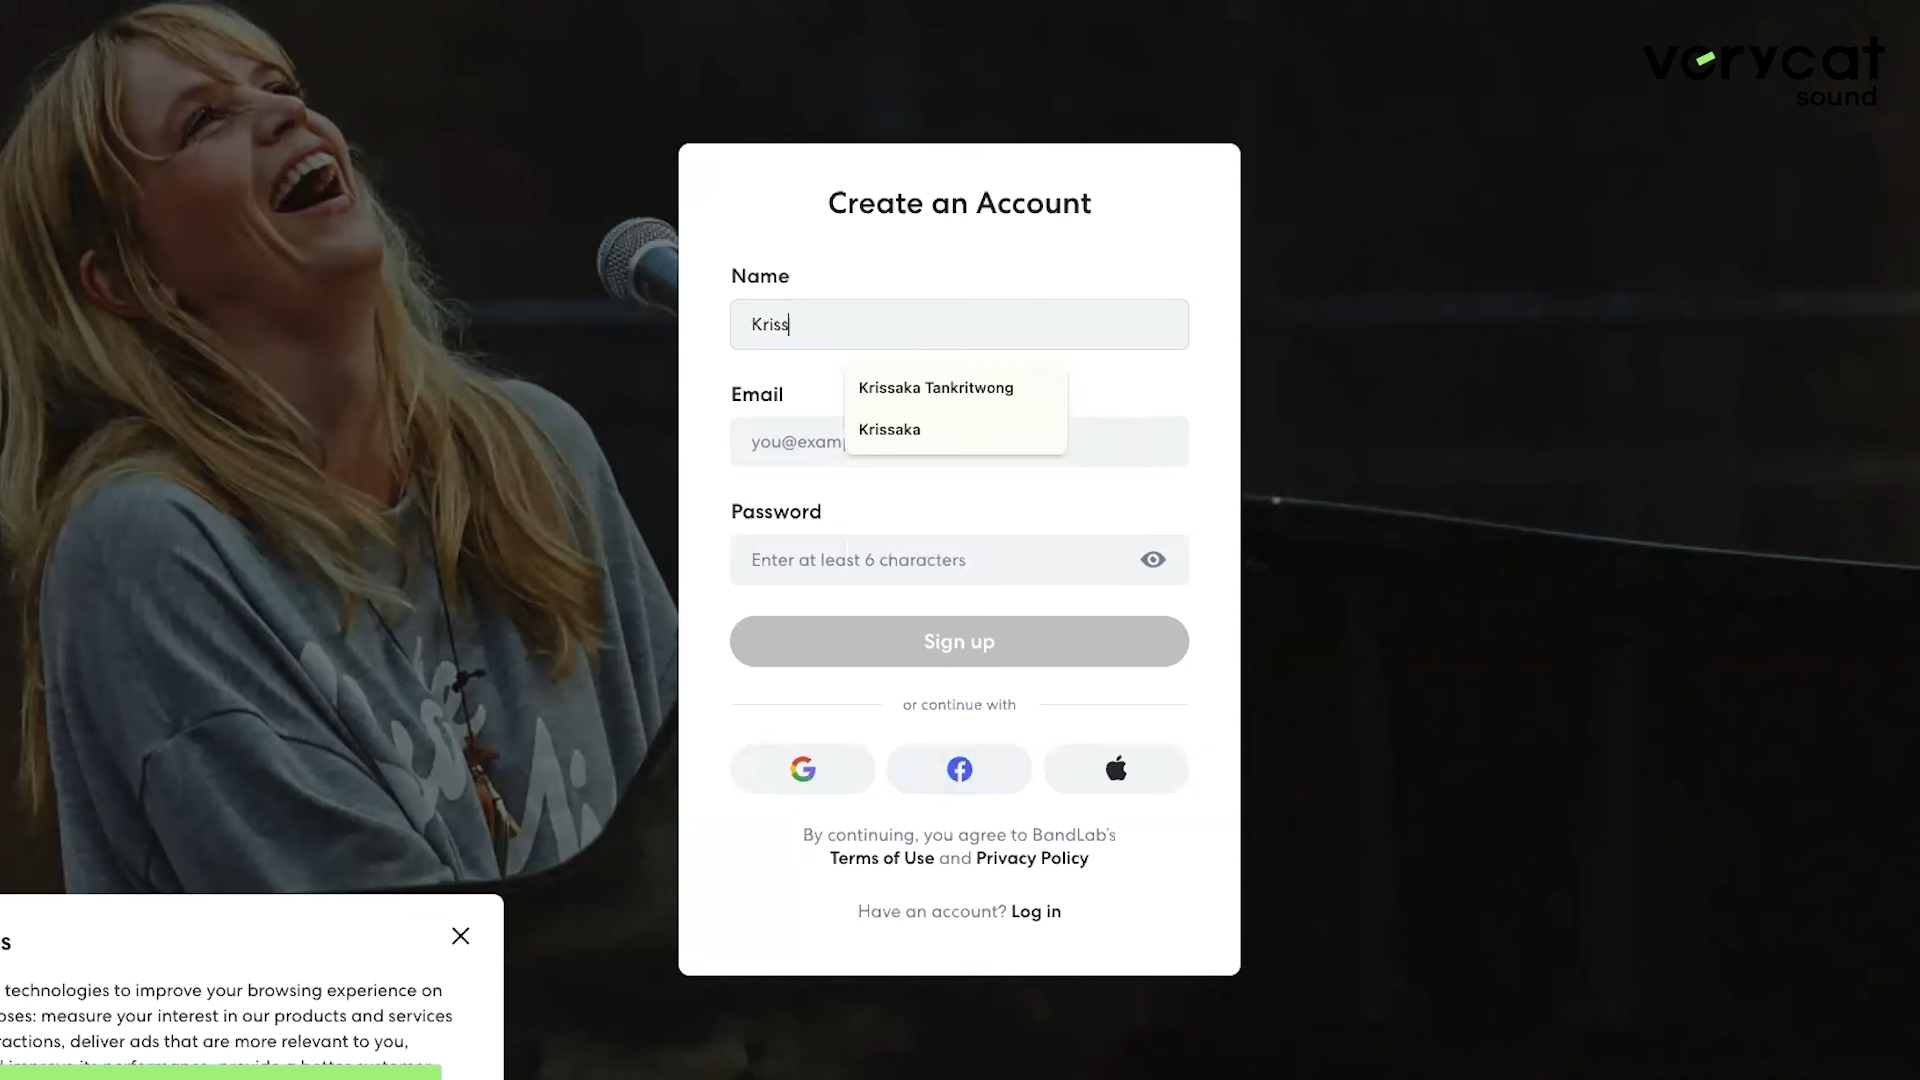 verycat
sound
Create an Account
Name
Kriss
Krissaka Tankritwong
Email
Krissaka
you@examp
Password
Enter at least 6 characters
Sign up
or continue with
By continuing, you agree to BandLab's
Terms of Use and Privacy Policy
Have an account? Log in
s
technologies to improve your browsing experience on
oses: measure your interest in our products and services
ractions, deliver ads that are more relevant to you,